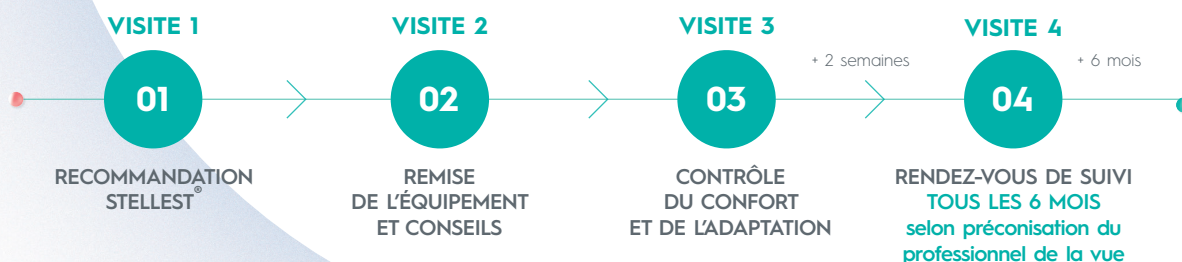 VISITE 1
01
RECOMMANDATION
STELLEST®
VISITE 2
02
REMISE
DE L'ÉQUIPEMENT
ET CONSEILS
VISITE 3
03
CONTRÔLE
DU CONFORT
ET DE L'ADAPTATION
+ 2 semaines
VISITE 4
04
RENDEZ-VOUS DE SUIVI
TOUS LES 6 MOIS
selon préconisation du
professionnel de la vue
+ 6 mois